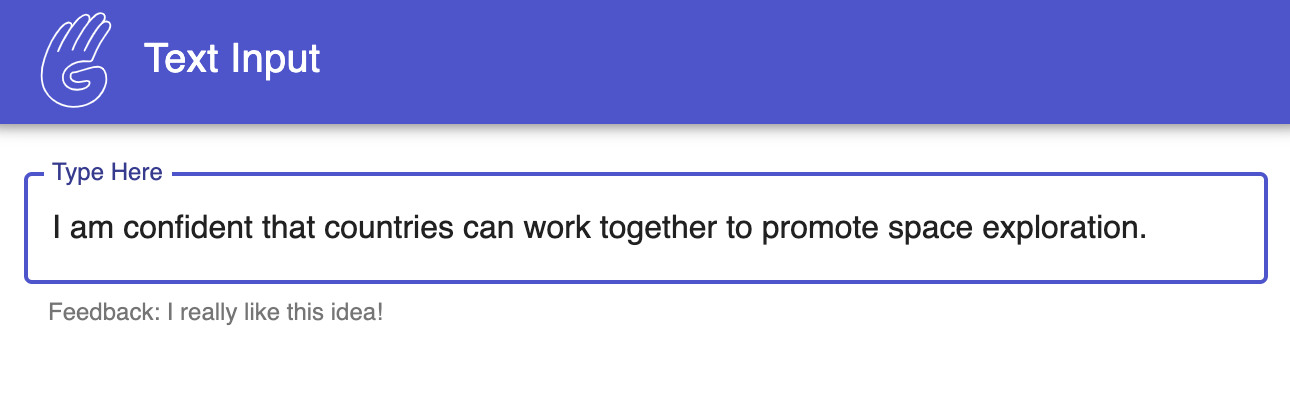 Text Input
Type Here
I am confident that countries can work together to promote space exploration.
Feedback: I really like this idea!